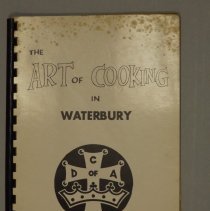 THE
ART OF COOKING
IN
WATERBURY
C
D OF A